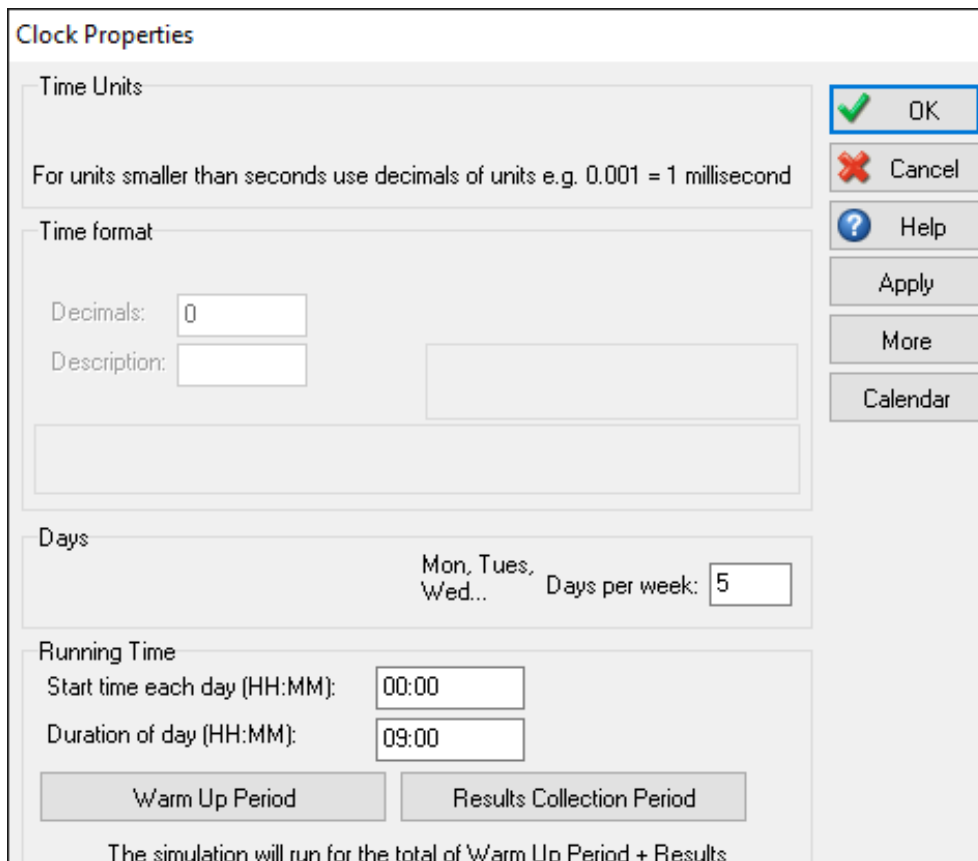 Clock Properties
Time Units
For units smaller than seconds use decimals of units e.g. 0.001 = 1 millisecond
OK
Cancel
Help
Apply
More
Calendar
Time format
Decimals: 0
Description:
Days
Mon, Tues,
Wed...
Days per week: 5
Running Time
Start time each day (HH:MM): 00:00
Duration of day (HH:MM): 09:00
Warm Up Period
Results Collection Period
The simulation will run for the total of Warm Up Period + Results